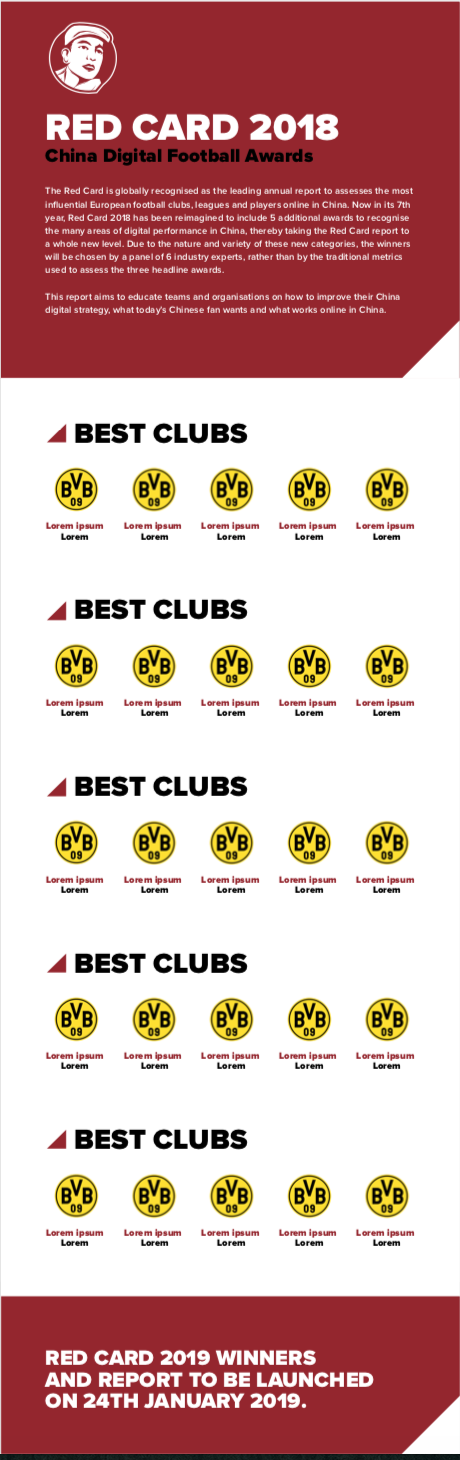 RED CARD 2018
China Digital Football Awards
The Red Card is globally recognised as the leading annual report to assesses the most
influential European football clubs, leagues and players online in China. Now in its 7th
year, Red Card 2018 has been reimagined to include 5 additional awards to recognise
the many areas of digital performance in China, thereby taking the Red Card report to
a whole new level. Due to the nature and variety of these new categories, the winners
will be chosen by a panel of 6 industry experts, rather than by the traditional metrics
used to assess the three headline awards.
This report aims to educate teams and organisations on how to improve their China
digital strategy, what today's Chinese fan wants and what works online in China.
BEST CLUBS
BVB 09 BVB 09 BVB 09 BVB 09 BVB 09
Lorem ipsum Lorem ipsum Lorem ipsum Lorem ipsum Lorem ipsum
Lorem Lorem Lorem Lorem Lorem
BEST CLUBS
BVB 09 BVB 09 BVB 09 BVB 09 BVB 09
Lorem ipsum Lorem ipsum Lorem ipsum Lorem ipsum Lorem ipsum
Lorem Lorem Lorem Lorem Lorem
BEST CLUBS
BVB 09 BVB 09 BVB 09 BVB 09 BVB 09
Lorem ipsum Lorem ipsum Lorem ipsum Lorem ipsum Lorem ipsum
Lorem Lorem Lorem Lorem Lorem
BEST CLUBS
BVB 09 BVB 09 BVB 09 BVB 09 BVB 09
Lorem ipsum Lorem ipsum Lorem ipsum Lorem ipsum Lorem ipsum
Lorem Lorem Lorem Lorem Lorem
BEST CLUBS
BVB 09 BVB 09 BVB 09 BVB 09 BVB 09
Lorem ipsum Lorem ipsum Lorem ipsum Lorem ipsum Lorem ipsum
Lorem Lorem Lorem Lorem Lorem
RED CARD 2019 WINNERS
AND REPORT TO BE LAUNCHED
ON 24TH JANUARY 2019.